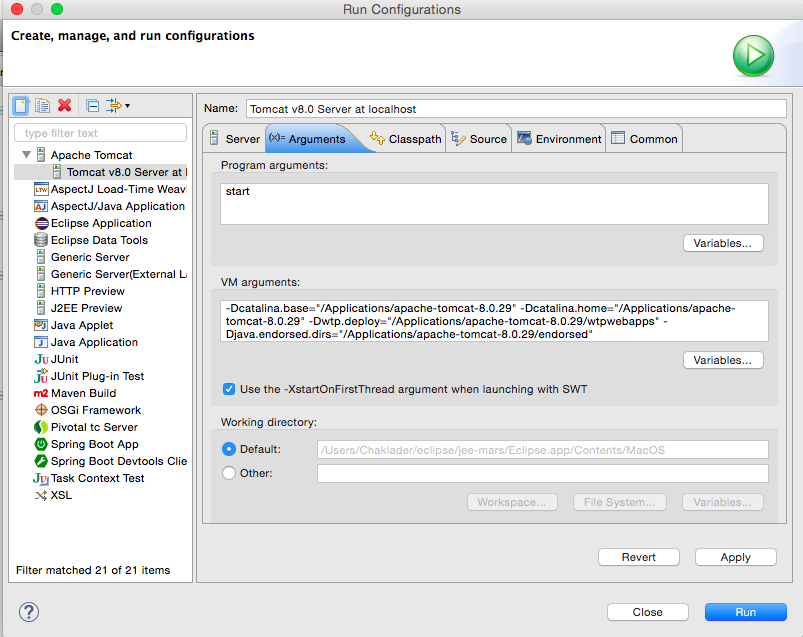 Run Configurations
Create, manage, and run configurations
type filter text
Apache Tomcat
Tomcat v8.0 Server at l
LTW AspectJ Load-Time Weavi
AJ AspectJ/Java Application
Eclipse Application
Eclipse Data Tools
Generic Server
Generic Server(External La
HTTP Preview
J2EE Preview
Java Applet
Java Application
Ju JUnit
JUnit Plug-in Test
m2 Maven Build
OSGi Framework
Pivotal tc Server
Spring Boot App
Spring Boot Devtools Clie
Ju Task Context Test
XSL
Filter matched 21 of 21 items
Name: Tomcat v8.0 Server at localhost
Server (x)= Arguments Classpath Source Environment Common
Program arguments:
start
Variables...
VM arguments:
-Dcatalina.base="/Applications/apache-tomcat-8.0.29" -Dcatalina.home="/Applications/apache-
tomcat-8.0.29" -Dwtp.deploy="/Applications/apache-tomcat-8.0.29/wtpwebapps" -
Djava.endorsed.dirs="/Applications/apache-tomcat-8.0.29/endorsed"
Variables...
Use the -XstartOnFirstThread argument when launching with SWT
Working directory:
Default: /Users/Chaklader/eclipse/jee-mars/Eclipse.app/Contents/MacOS
Other:
Workspace... File System... Variables...
Revert Apply
? Close Run